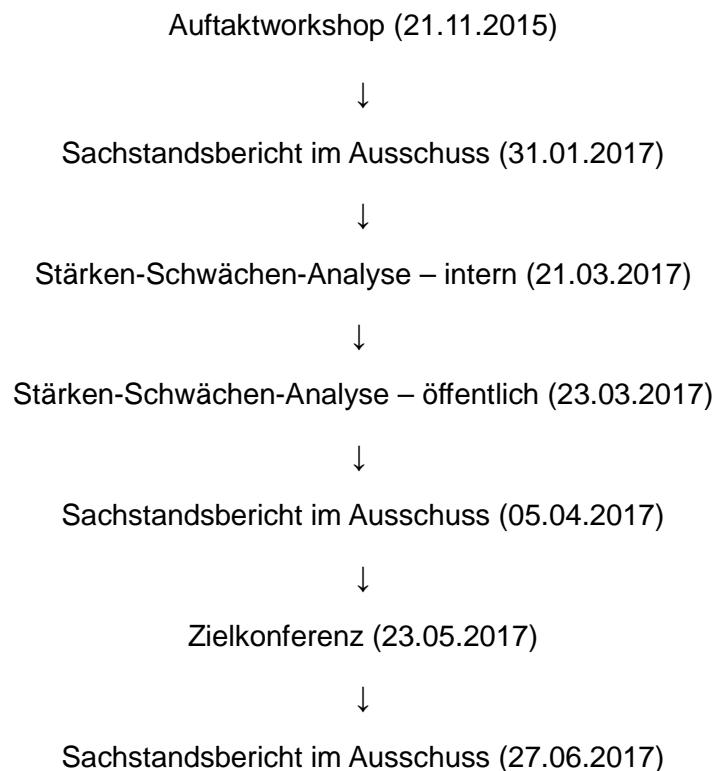 Auftaktworkshop (21.11.2015)
↓
Sachstandsbericht im Ausschuss (31.01.2017)
↓
Stärken-Schwächen-Analyse – intern (21.03.2017)
↓
Stärken-Schwächen-Analyse – öffentlich (23.03.2017)
↓
Sachstandsbericht im Ausschuss (05.04.2017)
↓
Zielkonferenz (23.05.2017)
↓
Sachstandsbericht im Ausschuss (27.06.2017)